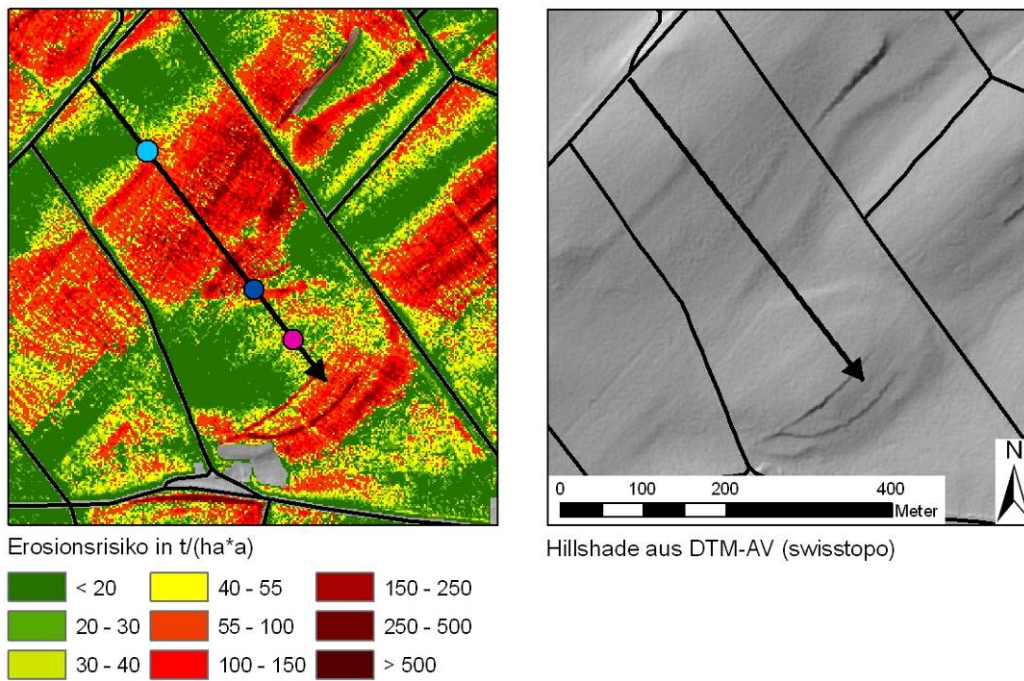 N
0 100 200 400
Meter
Erosionsrisiko in t/(ha*a)
Hillshade aus DTM-AV (swisstopo)
< 20 40 - 55 150 - 250
20 - 30 55 - 100 250 - 500
30 - 40 100 - 150 > 500